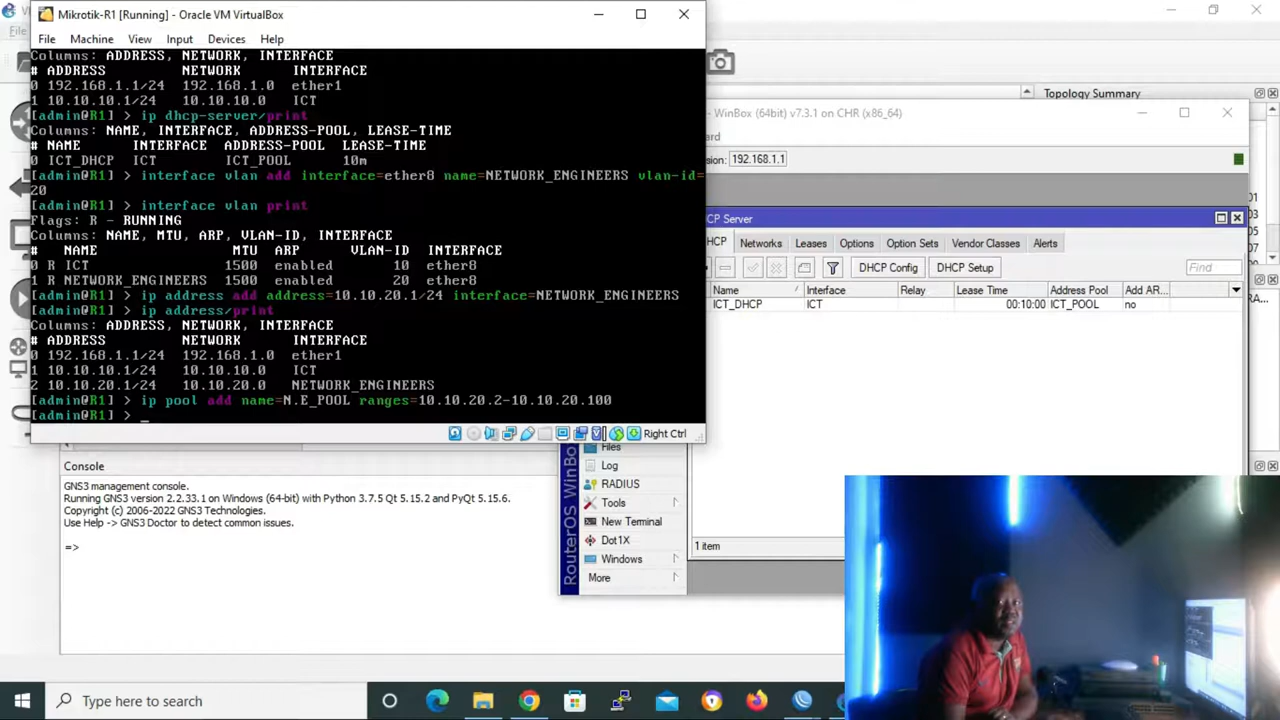 Mikrotik-R1 [Running] - Oracle VM VirtualBox
File Machine View Input Devices Help
Columns: ADDRESS, NETWORK, INTERFACE
# ADDRESS NETWORK INTERFACE
0 192.168.1.1/24 192.168.1.0 ether1
1 10.10.10.1/24 10.10.10.0 ICT
[admin@R1] > ip dhcp-server/print
Columns: NAME, INTERFACE, ADDRESS-POOL, LEASE-TIME
# NAME INTERFACE ADDRESS-POOL LEASE-TIME
0 ICT_DHCP ICT ICT_POOL 10m
[admin@R1] > interface vlan add interface=ether8 name=NETWORK_ENGINEERS vlan-id=
20
[admin@R1] > interface vlan print
Flags: R - RUNNING
Columns: NAME, MTU, ARP, VLAN-ID, INTERFACE
# NAME MTU ARP VLAN-ID INTERFACE
0 R ICT 1500 enabled 10 ether8
1 R NETWORK_ENGINEERS 1500 enabled 20 ether8
[admin@R1] > ip address add address=10.10.20.1/24 interface=NETWORK_ENGINEERS
[admin@R1] > ip address/print
Columns: ADDRESS, NETWORK, INTERFACE
# ADDRESS NETWORK INTERFACE
0 192.168.1.1/24 192.168.1.0 ether1
1 10.10.10.1/24 10.10.10.0 ICT
2 10.10.20.1/24 10.10.20.0 NETWORK_ENGINEERS
[admin@R1] > ip pool add name=N.E_POOL ranges=10.10.20.2-10.10.20.100
[admin@R1] > _
Right Ctrl
Topology Summary
WinBox (64bit) v7.3.1 on CHR (x86_64)
192.168.1.1
CP Server
Networks Leases Options Option Sets Vendor Classes Alerts
DHCP Config DHCP Setup Find
Name Interface Relay Lease Time Address Pool Add AR...
ICT_DHCP ICT 00:10:00 ICT_POOL no
1 item
Files
Log
RADIUS
Tools
New Terminal
Dot1X
Windows
More
RouterOS WinBox
Console
GNS3 management console.
Running GNS3 version 2.2.33.1 on Windows (64-bit) with Python 3.7.5 Qt 5.15.2 and PyQt 5.15.6.
Copyright (c) 2006-2022 GNS3 Technologies.
Use Help -> GNS3 Doctor to detect common issues.
=>
Type here to search